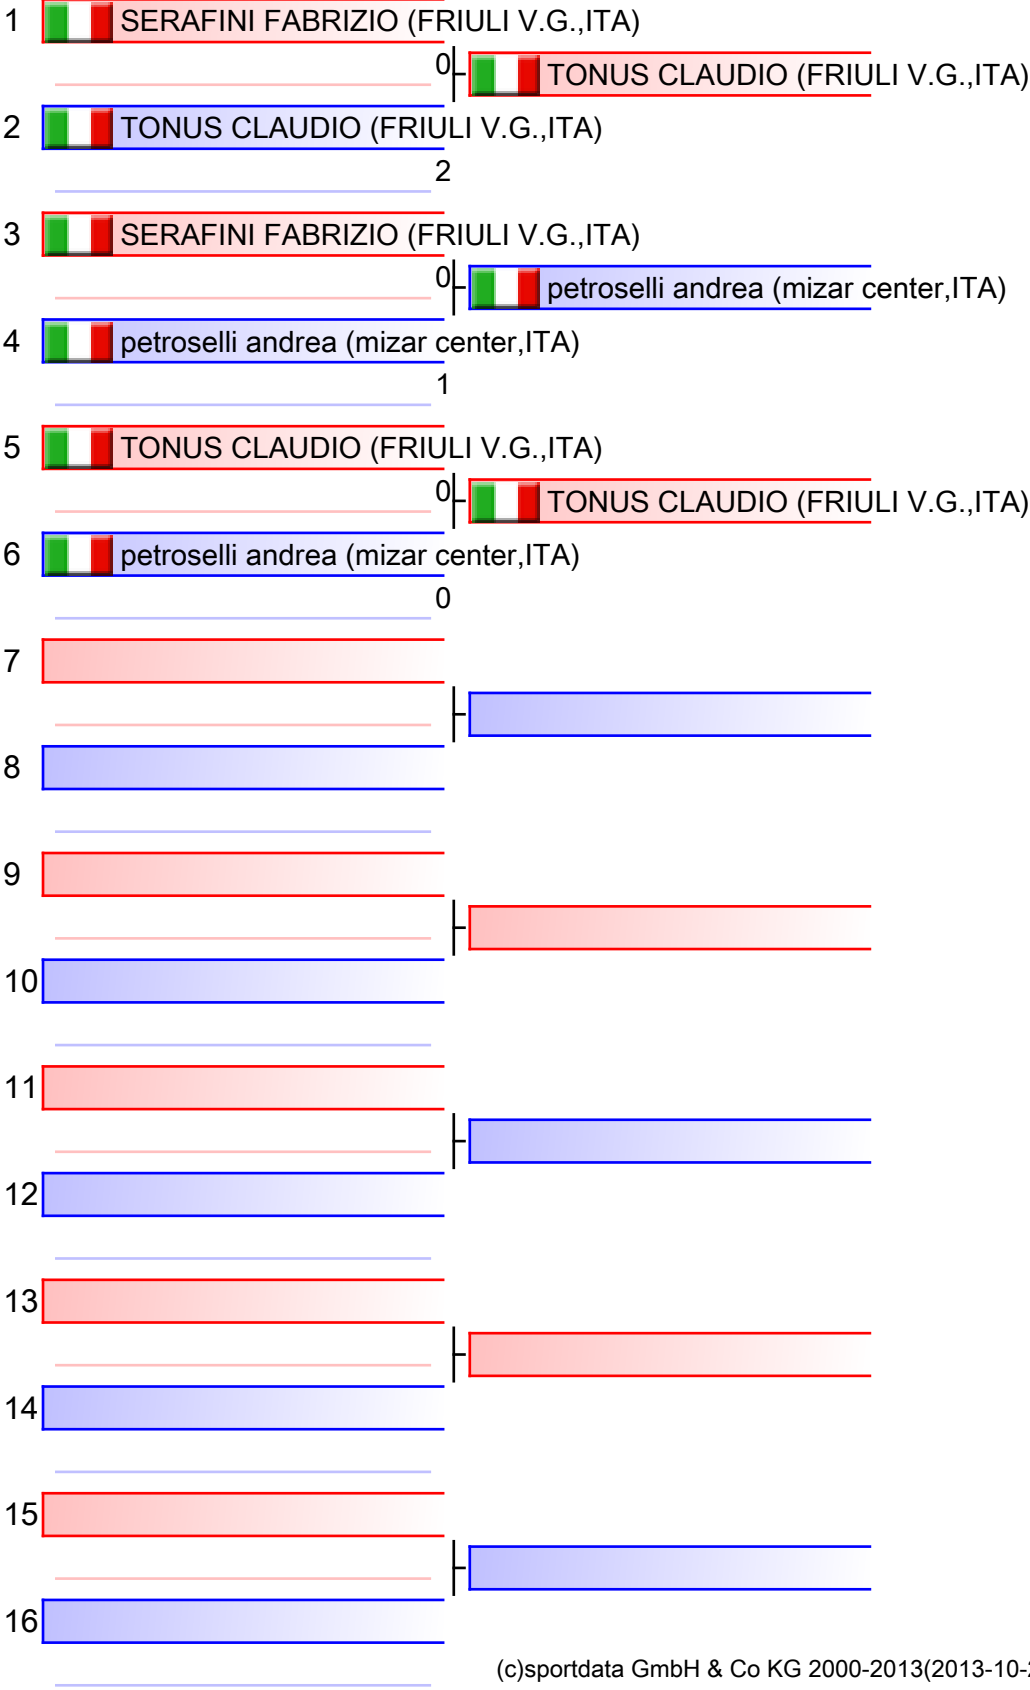 1 SERAFINI FABRIZIO (FRIULI V.G.,ITA)
0 TONUS CLAUDIO (FRIULI V.G.,ITA)
2 TONUS CLAUDIO (FRIULI V.G.,ITA)
2
3 SERAFINI FABRIZIO (FRIULI V.G.,ITA)
0 petroselli andrea (mizar center,ITA)
4 petroselli andrea (mizar center,ITA)
1
5 TONUS CLAUDIO (FRIULI V.G.,ITA)
0 TONUS CLAUDIO (FRIULI V.G.,ITA)
6 petroselli andrea (mizar center,ITA)
0
7
8
9
10
11
12
13
14
15
16
(c)sportdata GmbH & Co KG 2000-2013(2013-10-